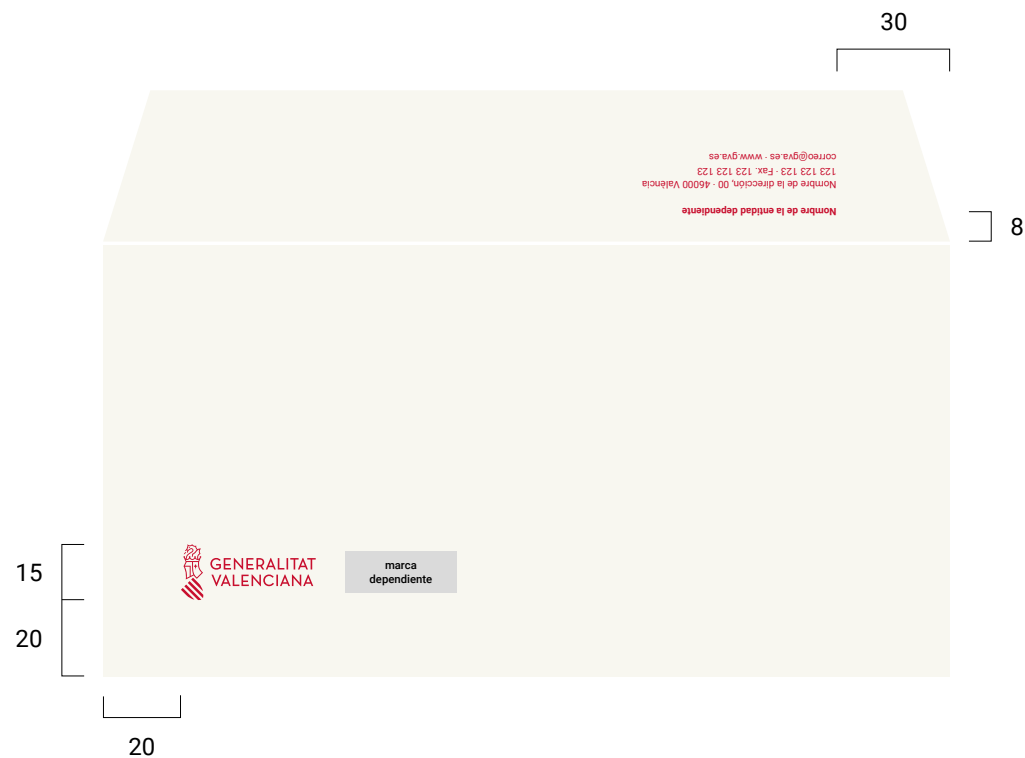 30
Nombre de la entidad dependiente
Nombre de la dirección, 00 · 46000 València
123 123 123 · Fax. 123 123 123
correo@gva.es · www.gva.es
8
GENERALITAT
VALENCIANA
marca
dependiente
15
20
20